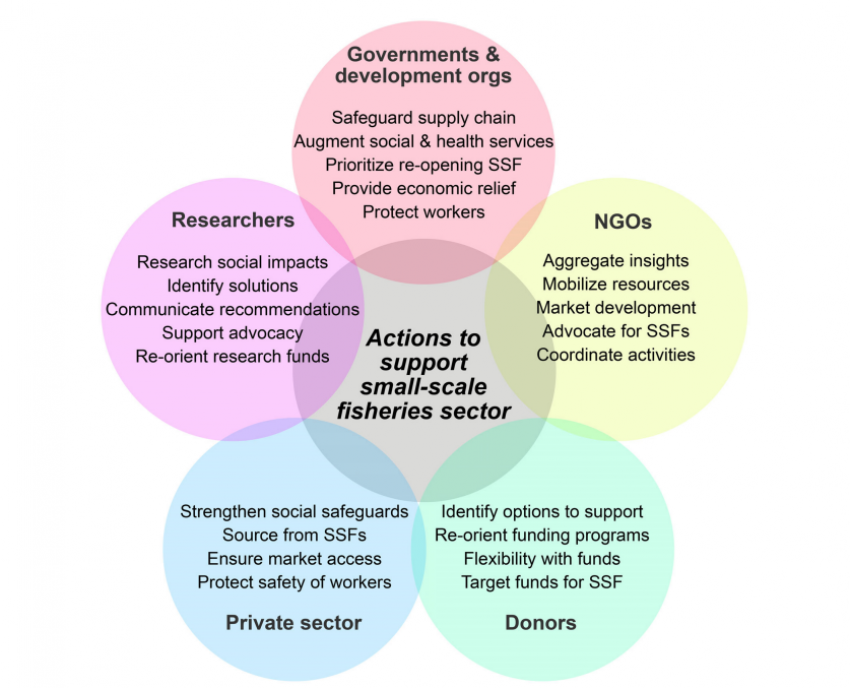 Governments &
development orgs
Safeguard supply chain
Augment social & health services
Prioritize re-opening SSF
Provide economic relief
Protect workers
Researchers
Research social impacts
Identify solutions
Communicate recommendations
Support advocacy
Re-orient research funds
NGOs
Aggregate insights
Mobilize resources
Market development
Advocate for SSFs
Coordinate activities
Actions to
support
small-scale
fisheries sector
Strengthen social safeguards
Source from SSFs
Ensure market access
Protect safety of workers
Private sector
Identify options to support
Re-orient funding programs
Flexibility with funds
Target funds for SSF
Donors